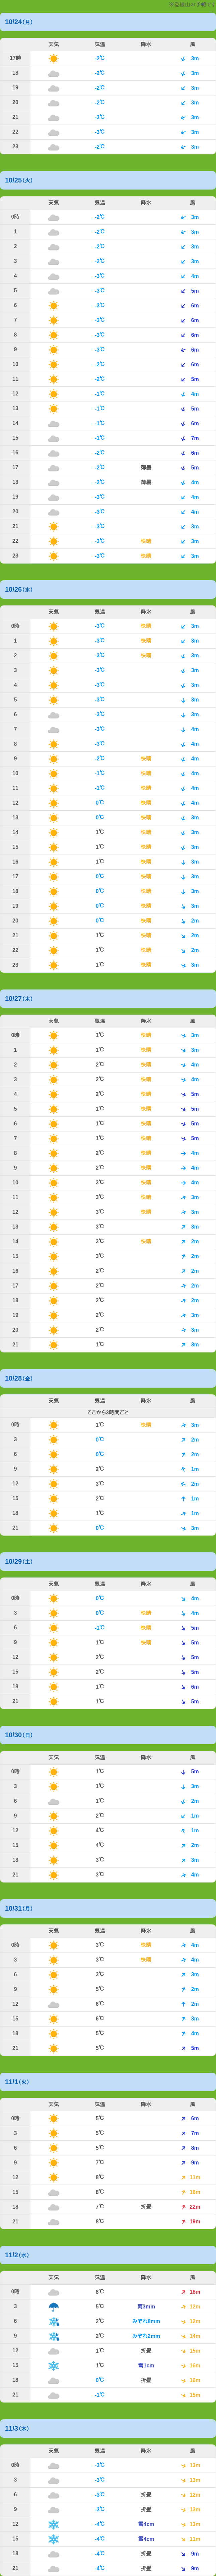 の予報です
10/24(月)
天気 気温 降水 風
17時 -2℃ 3m
18 -2℃ 3m
19 -2℃ 3m
20 -2℃ 3m
21 -3℃ 3m
22 -3℃ 3m
23 -2℃ 3m
10/25(火)
天気 気温 降水 風
0時 -2℃ 3m
1 -2℃ 3m
2 -2℃ 3m
3 -2℃ 3m
4 -3℃ 4m
5 -3℃ 5m
6 -3℃ 6m
7 -3℃ 6m
8 -3℃ 6m
9 -3℃ 6m
10 -2℃ 6m
11 -2℃ 5m
12 -1℃ 4m
13 -1℃ 5m
14 -1℃ 6m
15 -1℃ 7m
16 -2℃ 6m
17 -2℃ 薄曇 5m
18 -3℃ 薄曇 4m
19 -3℃ 4m
20 -3℃ 4m
21 -3℃ 3m
22 -3℃ 快晴 3m
23 -3℃ 快晴 3m
10/26(水)
天気 気温 降水 風
0時 -3℃ 快晴 3m
1 -3℃ 快晴 3m
2 -3℃ 快晴 3m
3 -3℃ 3m
4 -3℃ 3m
5 -3℃ 3m
6 -3℃ 3m
7 -3℃ 4m
8 -3℃ 4m
9 -2℃ 快晴 4m
10 -1℃ 快晴 4m
11 -1℃ 快晴 4m
12 0℃ 快晴 4m
13 0℃ 快晴 3m
14 1℃ 快晴 3m
15 1℃ 快晴 3m
16 1℃ 快晴 3m
17 0℃ 快晴 3m
18 0℃ 快晴 3m
19 0℃ 快晴 3m
20 0℃ 快晴 2m
21 1℃ 快晴 2m
22 1℃ 快晴 2m
23 1℃ 快晴 3m
10/27(木)
天気 気温 降水 風
0時 1℃ 快晴 3m
1 1℃ 快晴 3m
2 2℃ 快晴 4m
3 2℃ 快晴 4m
4 2℃ 快晴 5m
5 1℃ 快晴 5m
6 1℃ 快晴 5m
7 1℃ 快晴 5m
8 2℃ 快晴 4m
9 2℃ 快晴 4m
10 3℃ 快晴 4m
11 3℃ 快晴 3m
12 3℃ 快晴 3m
13 3℃ 3m
14 3℃ 快晴 2m
15 3℃ 2m
16 2℃ 2m
17 2℃ 2m
18 2℃ 2m
19 2℃ 3m
20 2℃ 3m
21 1℃ 3m
10/28(金)
天気 気温 降水 風
ここから3時間ごと
0時 1℃ 快晴 3m
3 0℃ 2m
6 0℃ 2m
9 2℃ 1m
12 3℃ 2m
15 2℃ 1m
18 1℃ 1m
21 0℃ 3m
10/29(土)
天気 気温 降水 風
0時 0℃ 4m
3 0℃ 快晴 4m
6 -1℃ 快晴 5m
9 1℃ 快晴 5m
12 2℃ 5m
15 2℃ 5m
18 1℃ 6m
21 1℃ 5m
10/30(日)
天気 気温 降水 風
0時 1℃ 5m
3 1℃ 3m
6 1℃ 2m
9 2℃ 1m
12 4℃ 1m
15 4℃ 2m
18 3℃ 3m
21 3℃ 4m
10/31(月)
天気 気温 降水 風
0時 3℃ 快晴 4m
3 3℃ 快晴 4m
6 3℃ 3m
9 5℃ 2m
12 6℃ 2m
15 6℃ 3m
18 5℃ 4m
21 5℃ 5m
11/1(火)
天気 気温 降水 風
0時 5℃ 6m
3 5℃ 7m
6 5℃ 8m
9 7℃ 9m
12 8℃ 11m
15 8℃ 16m
18 7℃ 22m
21 8℃ 19m
11/2(水)
天気 気温 降水 風
0時 8℃ 18m
3 5℃ 雨3mm 12m
6 2℃ みぞれ8mm 12m
9 2℃ みぞれ2mm 14m
12 1℃ 15m
15 1℃ 雪1cm 16m
18 0℃ 16m
21 -1℃ 15m
11/3(木)
天気 気温 降水 風
0時 -3℃ 13m
3 -3℃ 13m
6 -3℃ 12m
9 -3℃ 13m
12 -4℃ 雪4cm 13m
15 -4℃ 雪4cm 11m
18 -4℃ 9m
21 -4℃ 9m